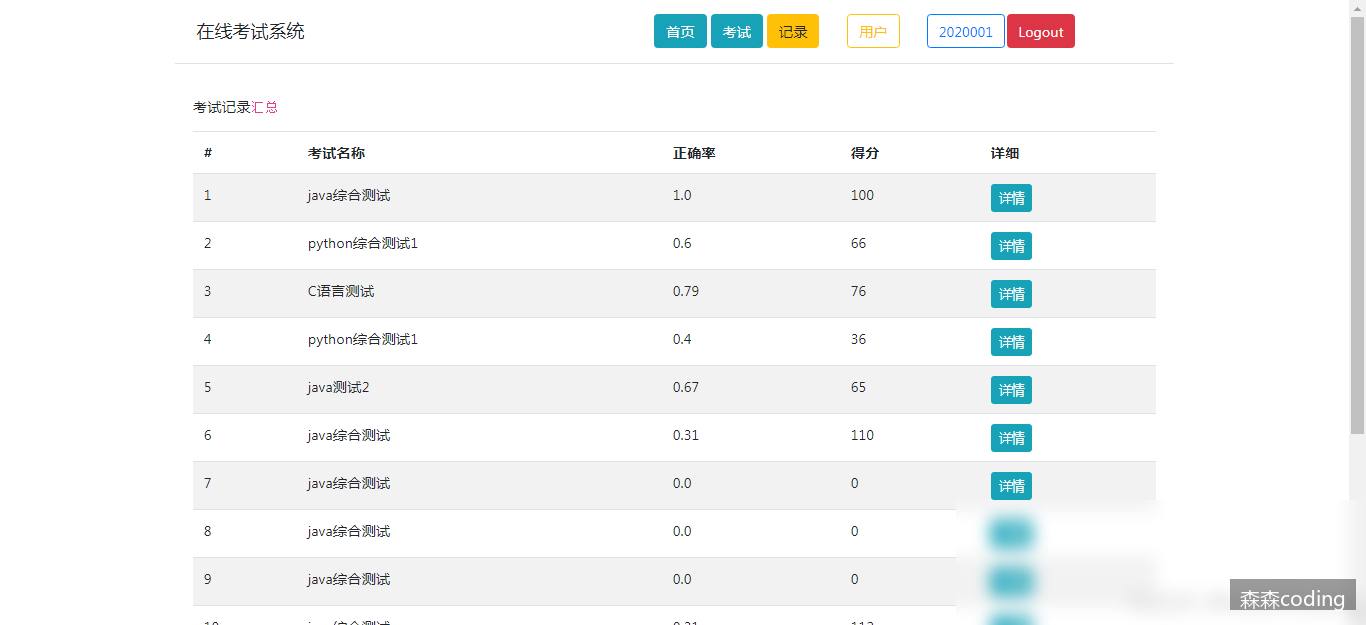 在线考试系统 首页 考试 记录 用户 2020001 Logout
考试记录汇总
# 考试名称 正确率 得分 详细
1 java综合测试 1.0 100 详情
2 python综合测试1 0.6 66 详情
3 C语言测试 0.79 76 详情
4 python综合测试1 0.4 36 详情
5 java测试2 0.67 65 详情
6 java综合测试 0.31 110 详情
7 java综合测试 0.0 0 详情
8 java综合测试 0.0 0
9 java综合测试 0.0 0
森森coding
10 java综合测试 0.31